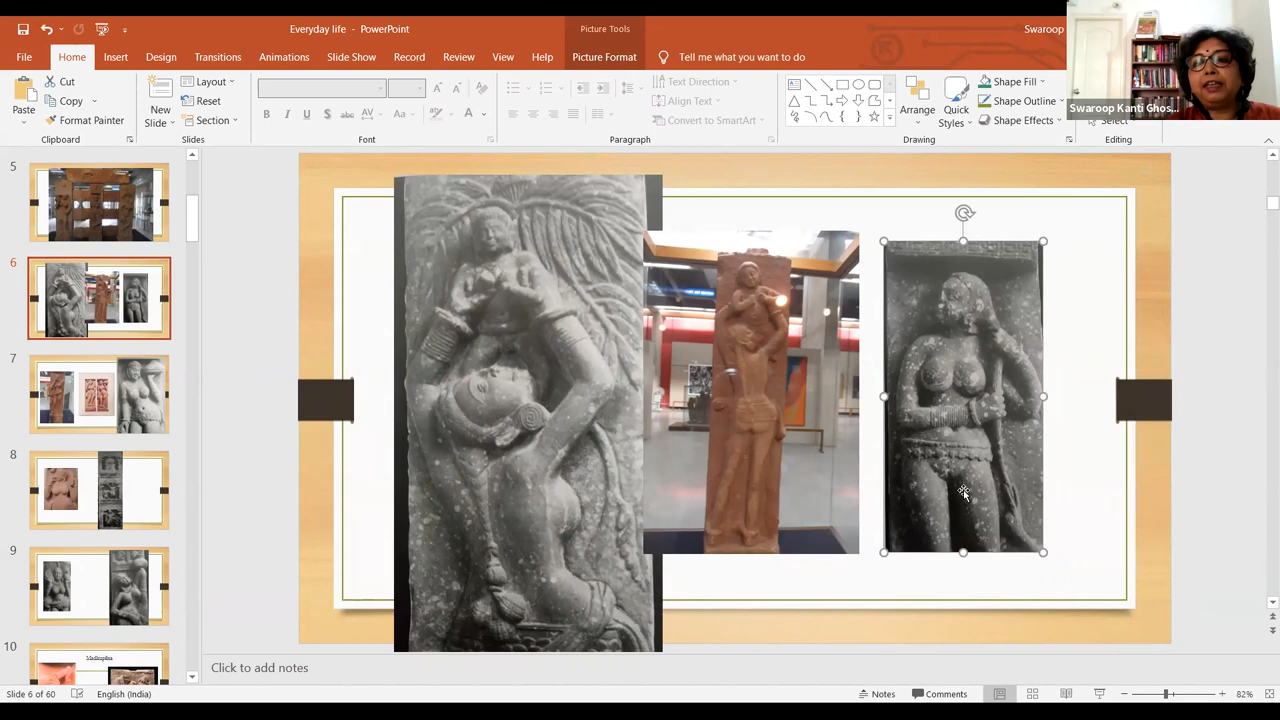 Everyday life - PowerPoint
Picture Tools
Swaroop
File
Home
Insert
Design
Transitions
Animations
Slide Show
Record
Review
View
Help
Picture Format
Tell me what you want to do
Paste
Cut
Copy
Format Painter
Clipboard
New
Slide
Layout
Reset
Section
Slides
I
U
S
abc
AV
Aa
A
Font
Text Direction
Align Text
Convert to SmartArt
Paragraph
Arrange
Quick
Styles
Shape Fill
Shape Outline
Shape Effects
Drawing
Select
Editing
Swaroop Kanti Ghos...
5
6
7
8
9
10
Click to add notes
Slide 6 of 60
English (India)
Notes
Comments
82%